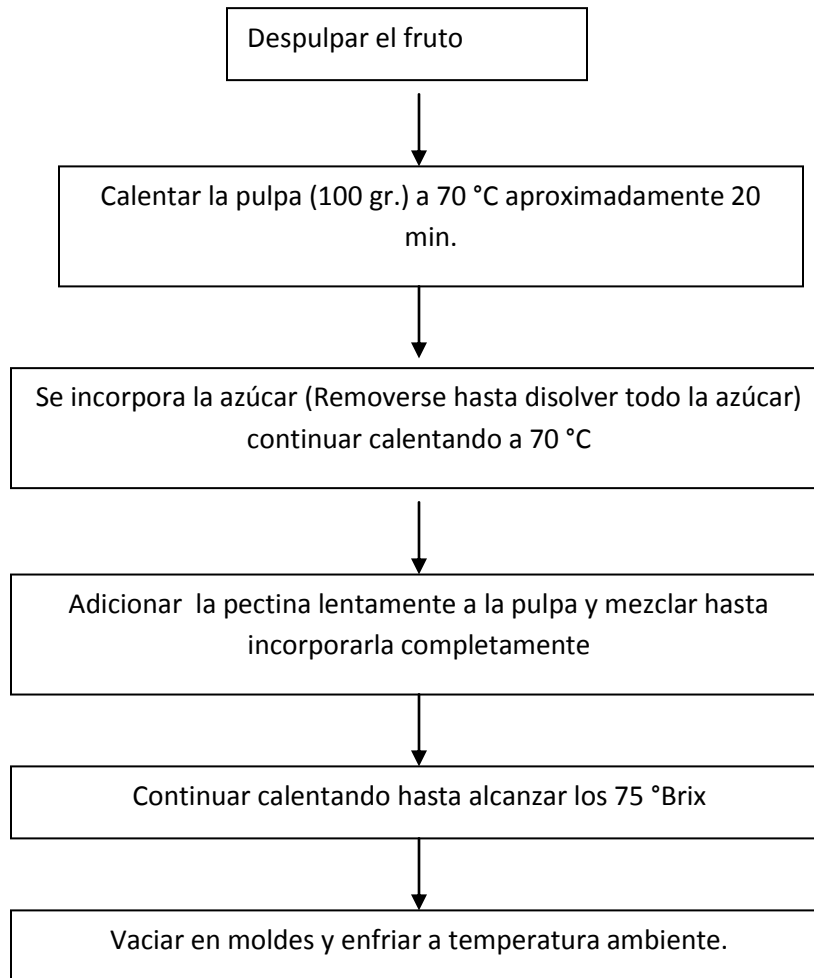 Despulpar el fruto
Calentar la pulpa (100 gr.) a 70 °C aproximadamente 20
min.
Se incorpora la azúcar (Removerse hasta disolver todo la azúcar)
continuar calentando a 70 °C
Adicionar  la pectina lentamente a la pulpa y mezclar hasta
incorporarla completamente
Continuar calentando hasta alcanzar los 75 °Brix
Vaciar en moldes y enfriar a temperatura ambiente.